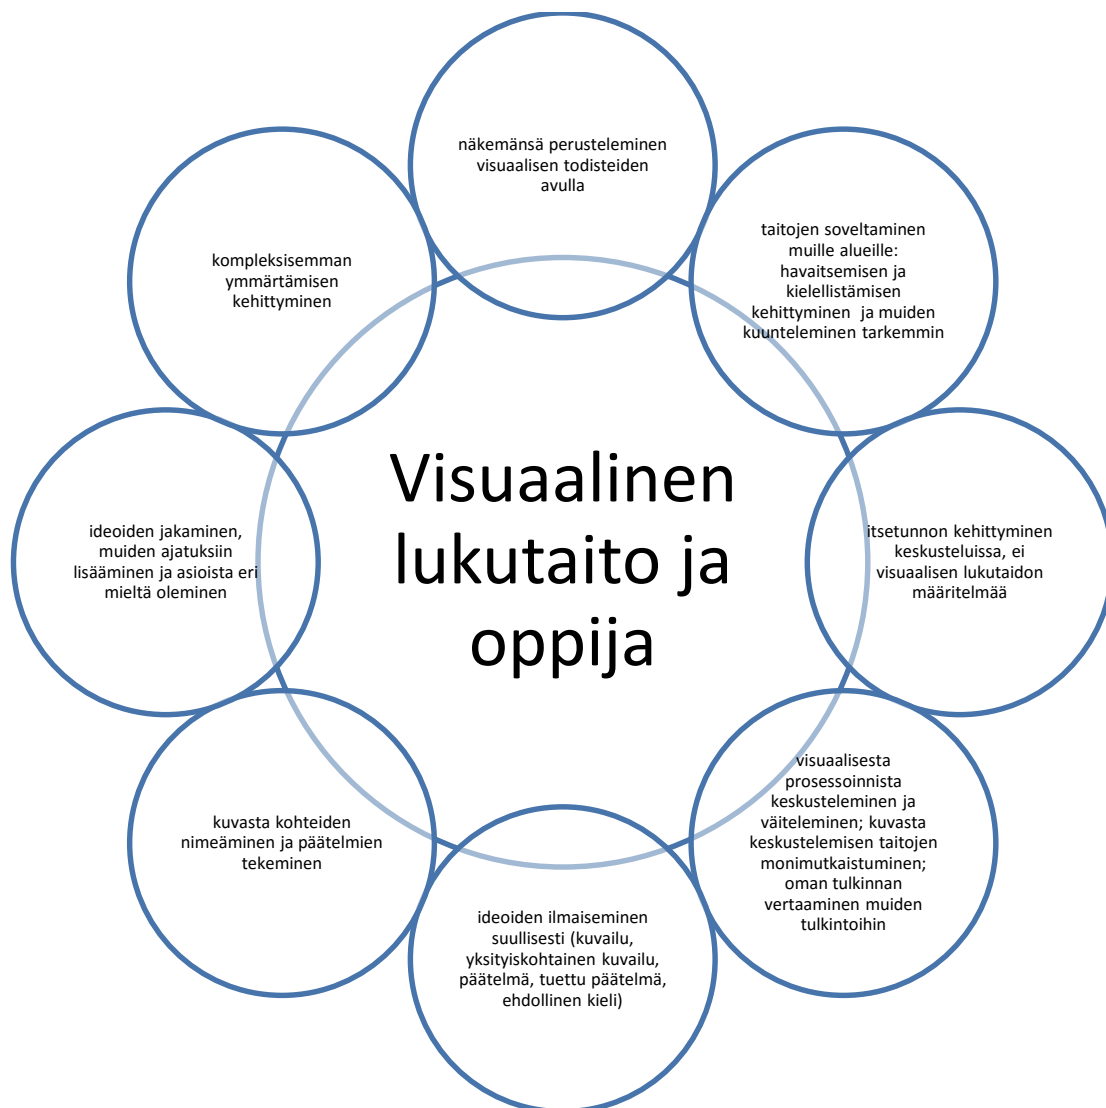 näkemänsä perusteleminen
visuaalisen todisteiden
avulla
taitojen soveltaminen
muille alueille:
havaitsemisen ja
kielellistämisen
kehittyminen ja muiden
kuunteleminen tarkemmin
itsetunnon kehittyminen
keskusteluissa, ei
visuaalisen lukutaidon
määritelmää
visuaalisesta
prosessoinnista
keskusteleminen ja
väiteleminen; kuvasta
keskustelemisen taitojen
monimutkaistuminen;
oman tulkinnan
vertaaminen muiden
tulkintoihin
ideoiden ilmaiseminen
suullisesti (kuvailu,
yksityiskohtainen kuvailu,
päätelmä, tuettu päätelmä,
ehdollinen kieli)
kuvasta kohteiden
nimeäminen ja päätelmien
tekeminen
ideoiden jakaminen,
muiden ajatuksiin
lisääminen ja asioista eri
mieltä oleminen
kompleksisemman
ymmärtämisen
kehittyminen
Visuaalinen
lukutaito ja
oppija